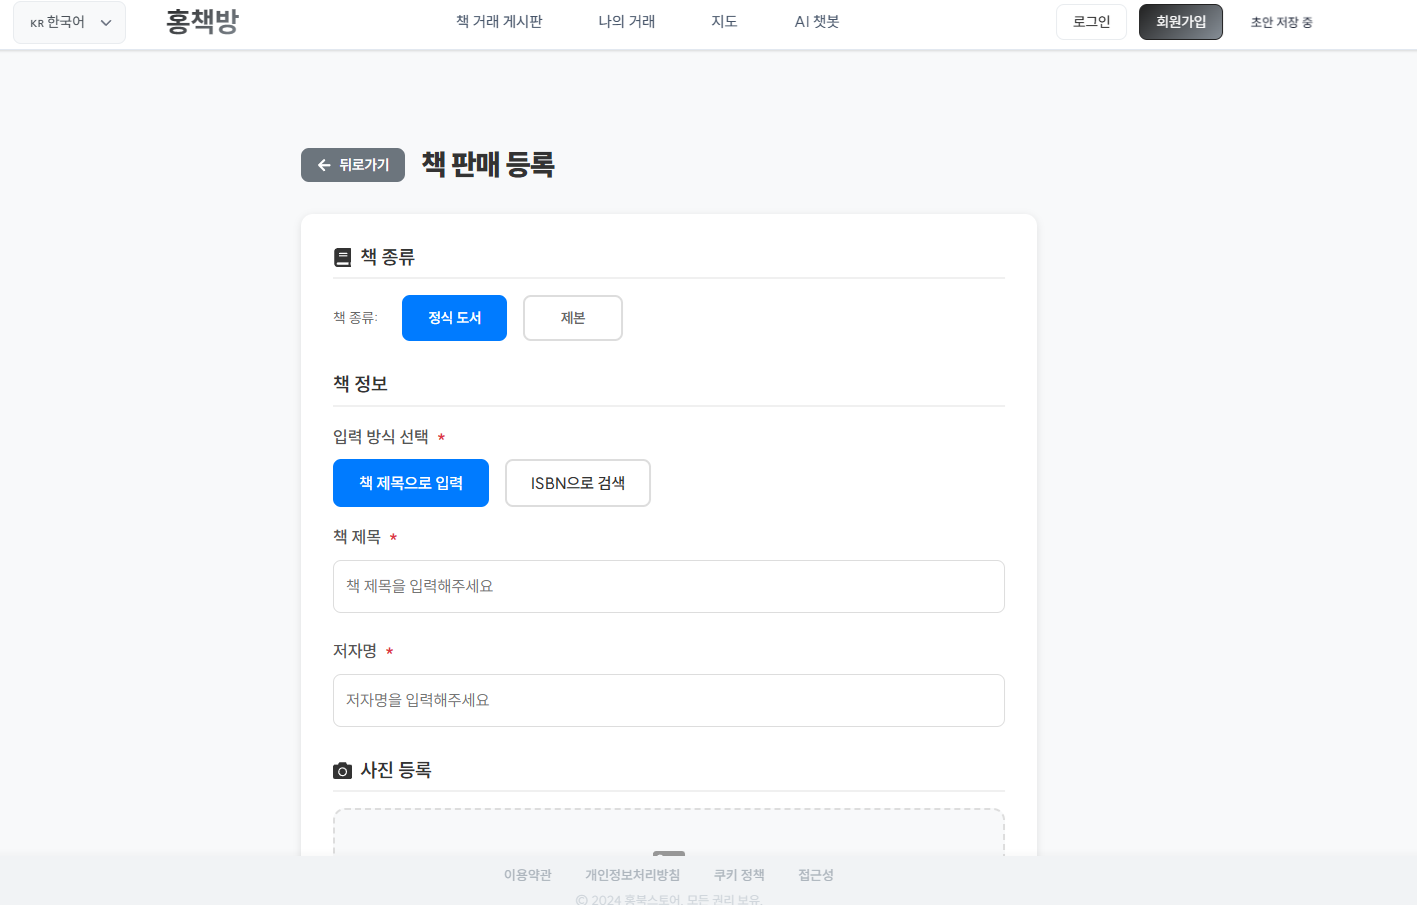 KR 한국어
홍책방
책 거래 게시판
나의 거래
지도
AI 챗봇
로그인
회원가입
초안 저장 중
뒤로가기
책 판매 등록
책 종류
책 종류:
정식 도서
제본
책 정보
입력 방식 선택 *
책 제목으로 입력
ISBN으로 검색
책 제목 *
책 제목을 입력해주세요
저자명 *
저자명을 입력해주세요
사진 등록
이용약관
개인정보처리방침
쿠키 정책
접근성
© 2024 홍북스토어. 모든 권리 보유.